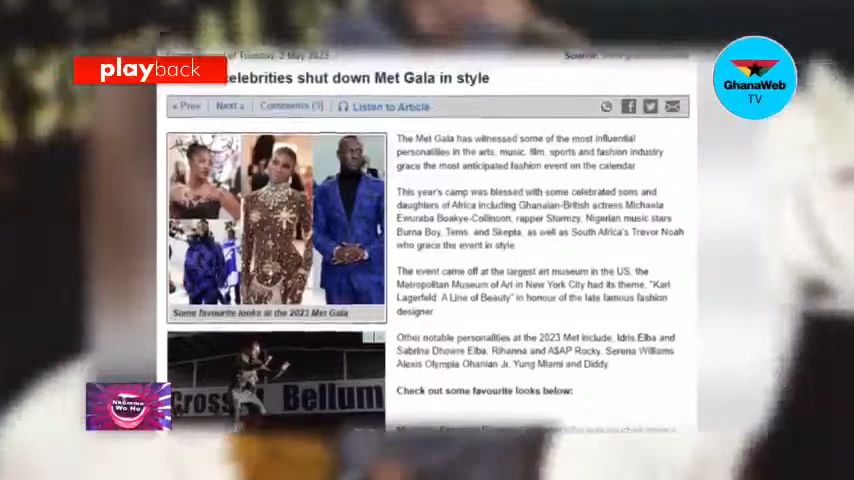 playback
of Tuesday, 2 May 2023
Source:
celebrities shut down Met Gala in style
« Prev
Next »
Comments (5)
Listen to Article
GhanaWeb
TV
The Met Gala has witnessed some of the most influential
personalities in the arts, music, film, sports and fashion industry
grace the most anticipated fashion event on the calendar
This year's camp was blessed with some celebrated sons and
daughters of Africa including Ghanaian-British actress Michaela
Ewuraba Boakye-Collinson, rapper Stormzy, Nigerian music stars
Burna Boy, Tems, and Skepta, as well as South Africa's Trevor Noah
who grace the event in style
The event came off at the largest art museum in the US, the
Metropolitan Museum of Art in New York City had its theme, "Karl
Lagerfeld: A Line of Beauty" in honour of the late famous fashion
designer
Some favourite looks at the 2023 Met Gala
Other notable personalities at the 2023 Met include, Idris Elba and
Sabrina Dhowre Elba, Rihanna and A$AP Rocky, Serena Williams
Alexis Olympia Ohanian Jr, Yung Miami and Diddy.
Check out some favourite looks below:
Cross
Bellum
Nkommo
Wo Ho